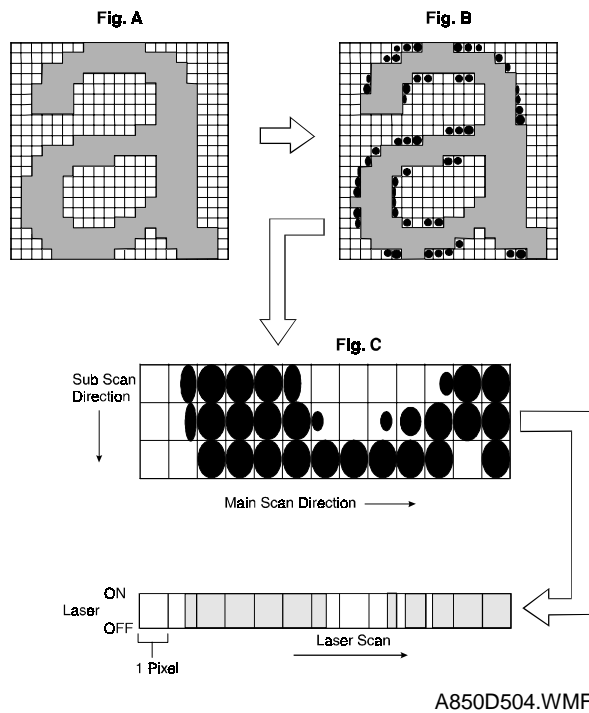 Fig. A
Fig. B
Fig. C
Sub Scan
Direction
Main Scan Direction
ON
Laser
OFF
Laser Scan
1 Pixel
A850D504.WMF